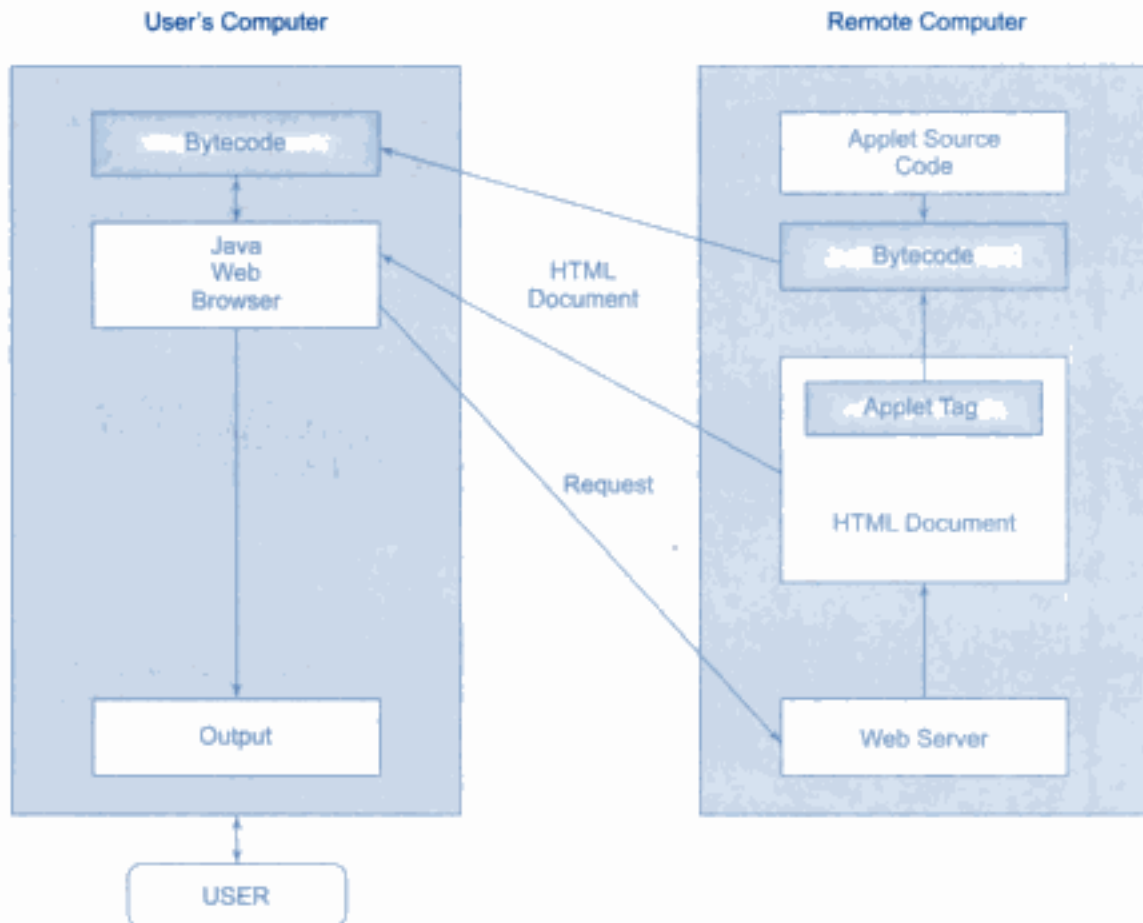 User's Computer
Remote Computer
Bytecode
Java
Web
Browser
Output
USER
HTML
Document
Request
Applet Source
Code
Bytecode
Applet Tag
HTML Document
Web Server